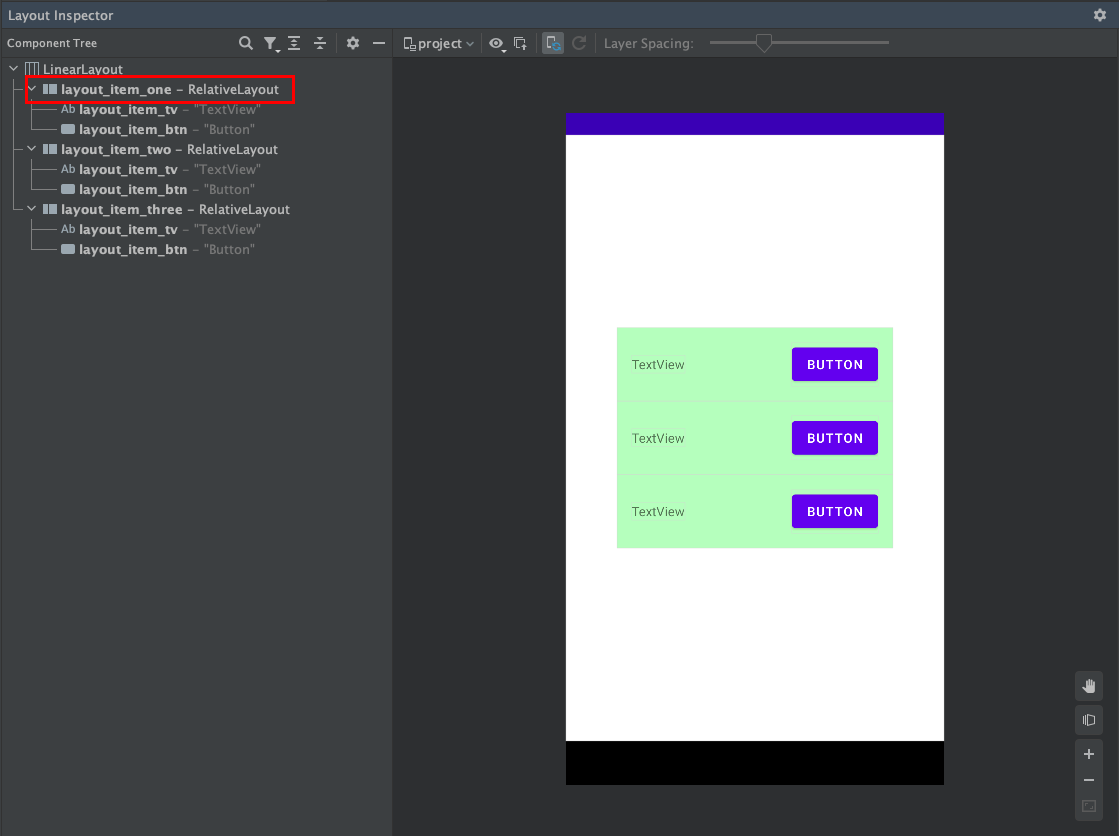 Layout Inspector
Component Tree
project
Layer Spacing:
LinearLayout
layout_item_one – RelativeLayout
Ab layout_item_tv – "TextView"
layout_item_btn – "Button"
layout_item_two – RelativeLayout
Ab layout_item_tv – "TextView"
layout_item_btn – "Button"
layout_item_three – RelativeLayout
Ab layout_item_tv – "TextView"
layout_item_btn – "Button"
TextView BUTTON
TextView BUTTON
TextView BUTTON